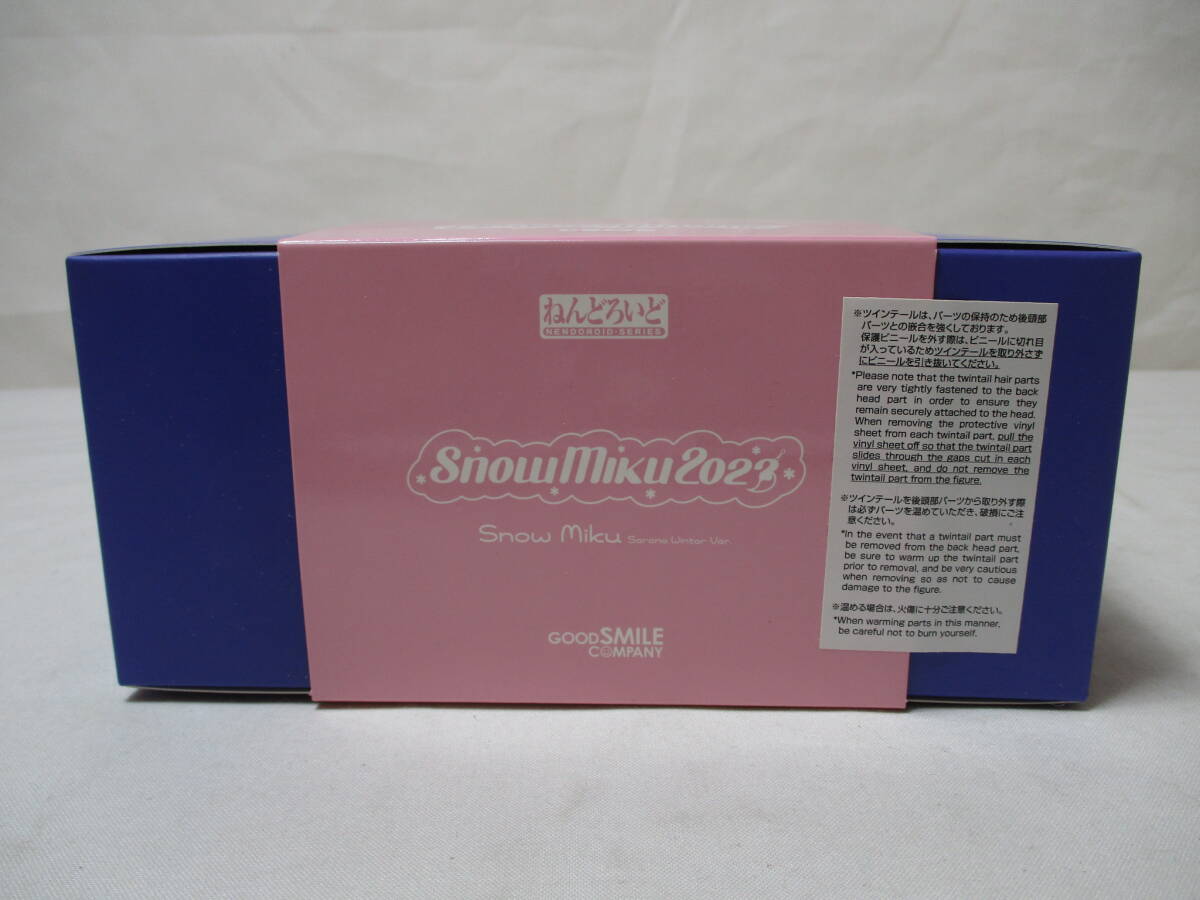 ねんどろいど
NENDOROID·SERIES
SnowMiku2023
Snow Miku Sarana Winter Ver.
GOODSMILE
COMPANY
※ツインテールは、パーツの保持のため後頭部
パーツとの嵌合を強くしております。
保護ビニールを外す際は、ビニールに切れ目
が入っているためツインテールを取り外さず
にビニールを引き抜いてください。
*Please note that the twintail hair parts
are very tightly fastened to the back
head part in order to ensure they
remain securely attached to the head.
When removing the protective vinyl
sheet from each twintail part, pull the
vinyl sheet off so that the twintail part
slides through the gaps cut in each
vinyl sheet, and do not remove the
twintail part from the figure.
※ツインテールを後頭部パーツから取り外す際
は必ずパーツを温めていただき、破損にご注
意ください。
*In the event that a twintail part must
be removed from the back head part,
be sure to warm up the twintail part
prior to removal, and be very cautious
when removing so as not to cause
damage to the figure.
※温める場合は、火傷に十分ご注意ください。
*When warming parts in this manner,
be careful not to burn yourself.